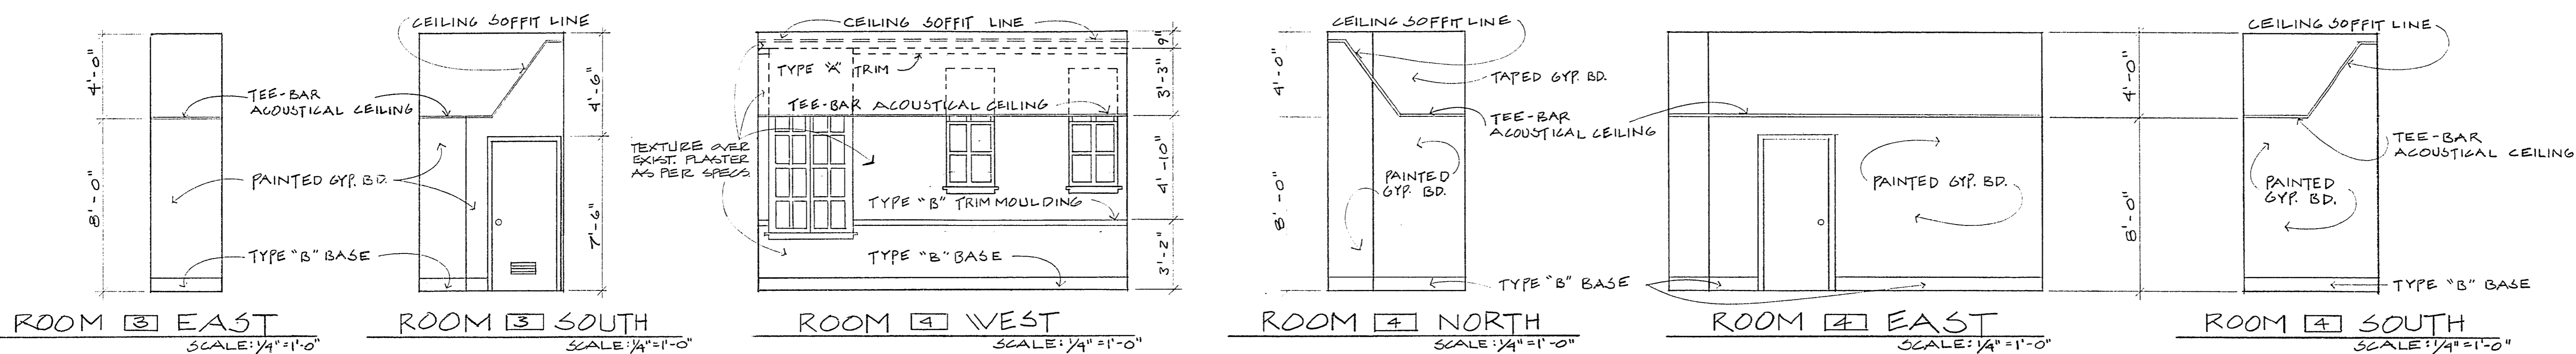 4'-0"
8'-0"
TEE-BAR
ACOUSTICAL CEILING
PAINTED GYP. BD.
TYPE "B" BASE
ROOM 3 EAST
SCALE: 1/4"=1'-0"
CEILING SOFFIT LINE
4'-6"
7'-6"
ROOM 3 SOUTH
SCALE: 1/4"=1'-0"
CEILING SOFFIT LINE
TYPE "A" TRIM
TEE-BAR ACOUSTICAL CEILING
TEXTURE OVER
EXIST. PLASTER
AS PER SPECS.
TYPE "B" TRIM MOULDING
TYPE "B" BASE
9"
3'-3"
4'-10"
3'-2"
ROOM 4 WEST
SCALE: 1/4"=1'-0"
CEILING SOFFIT LINE
4'-0"
8'-0"
TAPED GYP. BD.
TEE-BAR
ACOUSTICAL CEILING
PAINTED
GYP. BD.
TYPE "B" BASE
ROOM 4 NORTH
SCALE: 1/4"=1'-0"
PAINTED GYP. BD.
ROOM 4 EAST
SCALE: 1/4"=1'-0"
4'-0"
8'-0"
CEILING SOFFIT LINE
TEE-BAR
ACOUSTICAL CEILING
PAINTED
GYP. BD.
TYPE "B" BASE
ROOM 4 SOUTH
SCALE: 1/4"=1'-0"